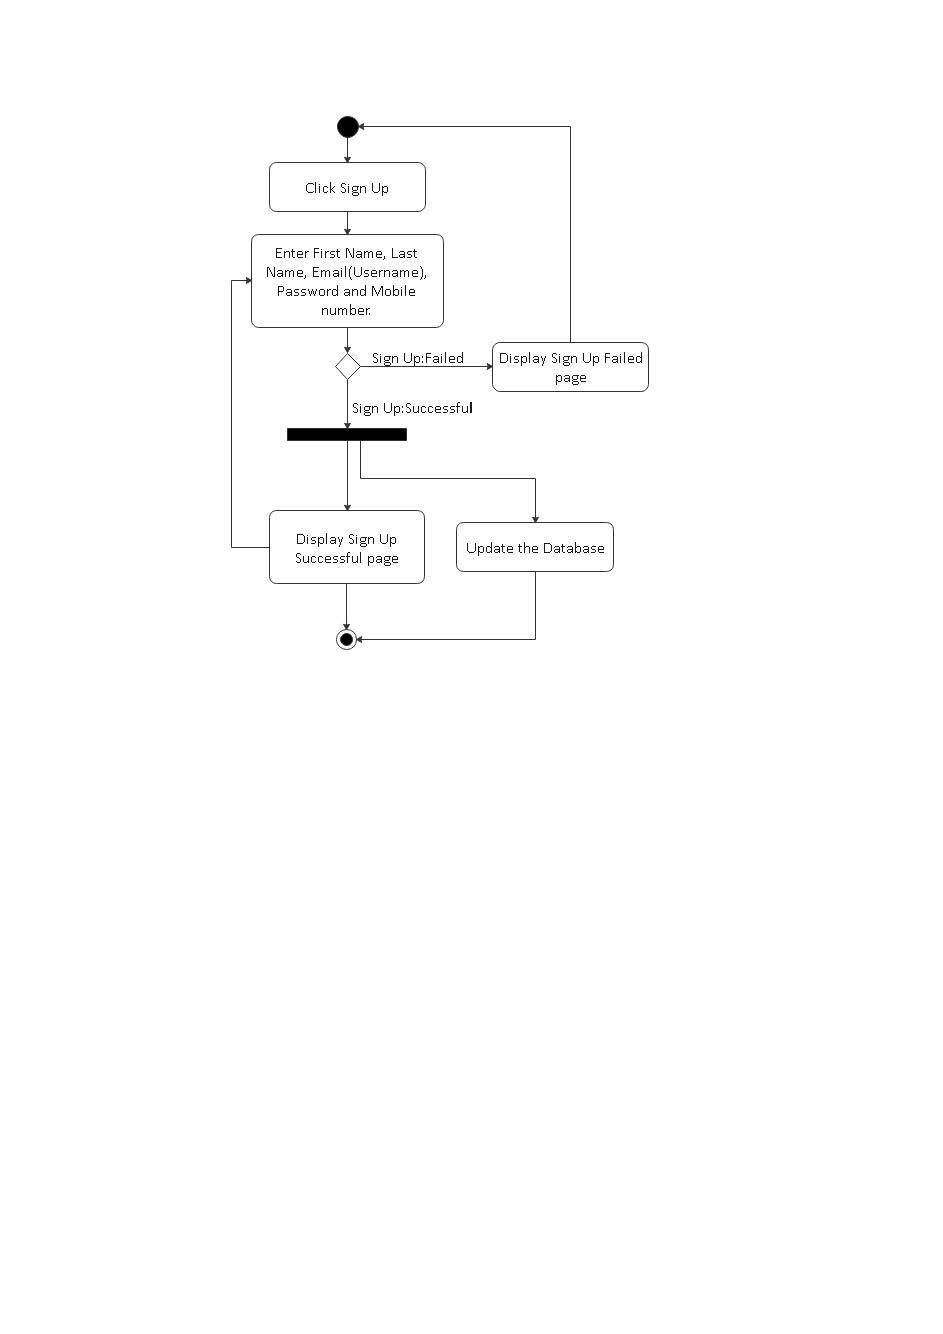 Click Sign Up
Enter First Name, Last
Name, Email(Username),
Password and Mobile
number.
Sign Up:Failed
Display Sign Up Failed
page
Sign Up:Successful
Display Sign Up
Successful page
Update the Database